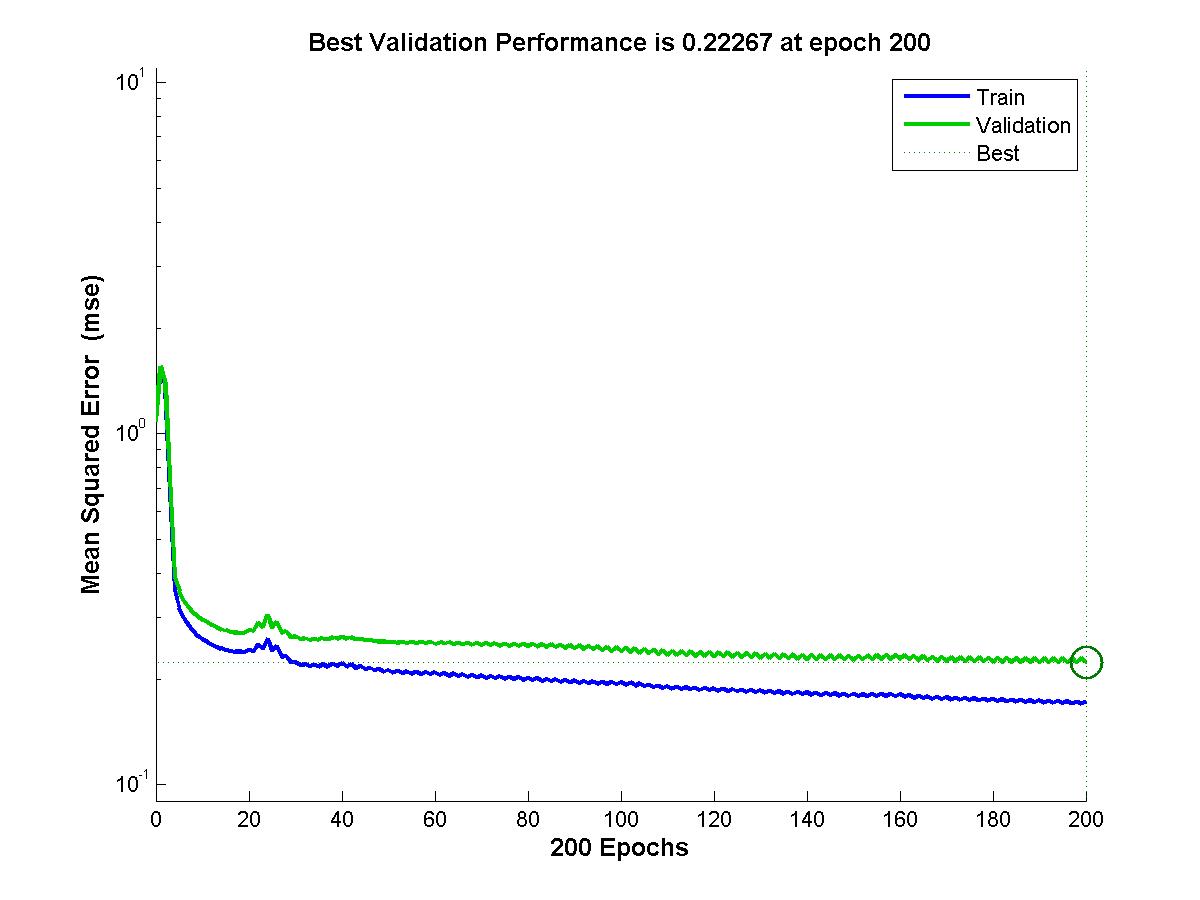 Best Validation Performance is 0.22267 at epoch 200
10^1
Train
Validation
Best
10^0
10^-1
Mean Squared Error (mse)
0 20 40 60 80 100 120 140 160 180 200
200 Epochs